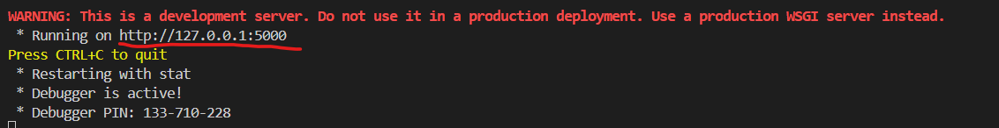 WARNING: This is a development server. Do not use it in a production deployment. Use a production WSGI server instead.
 * Running on http://127.0.0.1:5000
Press CTRL+C to quit
 * Restarting with stat
 * Debugger is active!
 * Debugger PIN: 133-710-228